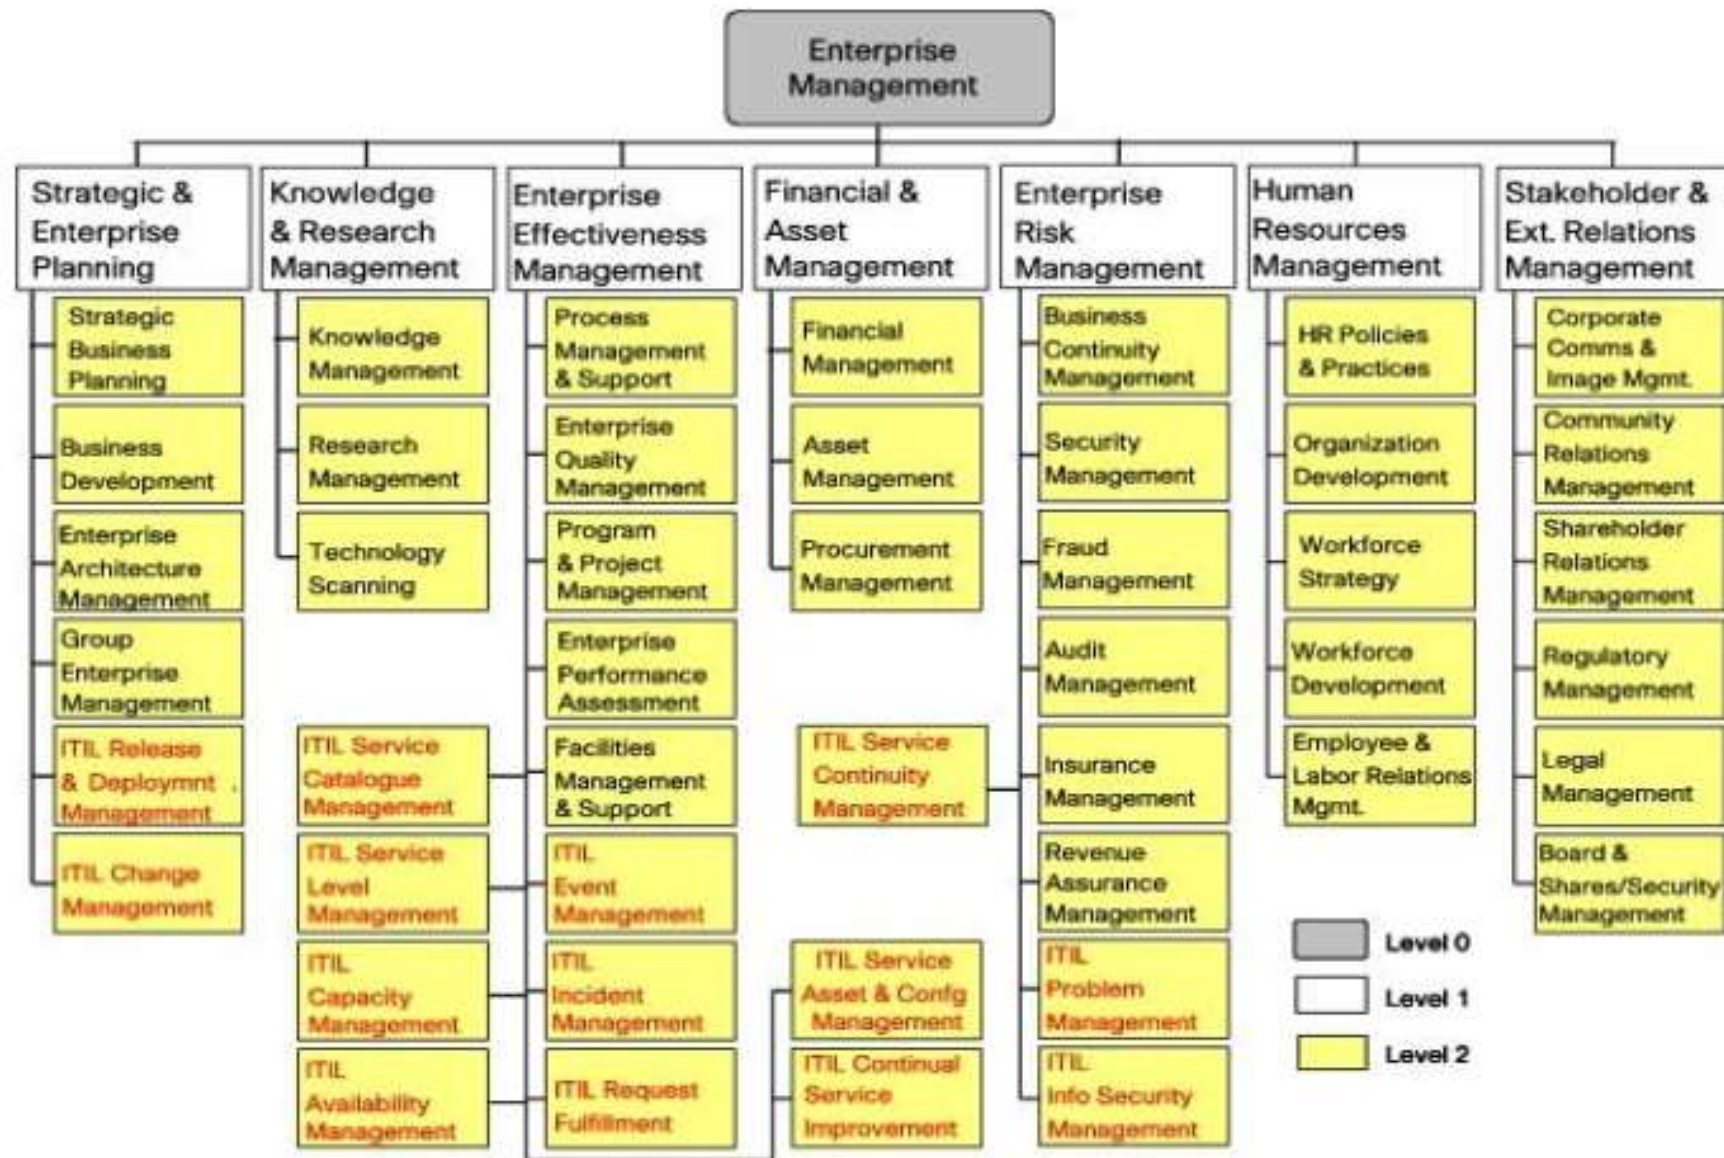 Enterprise
Management
Strategic &
Enterprise
Planning
Strategic
Business
Planning
Business
Development
Enterprise
Architecture
Management
Group
Enterprise
Management
ITIL Release
& Deploymnt .
Management
ITIL Change
Management
Knowledge
& Research
Management
Knowledge
Management
Research
Management
Technology
Scanning
ITIL Service
Catalogue
Management
ITIL Service
Level
Management
ITIL
Capacity
Management
ITIL
Availability
Management
Enterprise
Effectiveness
Management
Process
Management
& Support
Enterprise
Quality
Management
Program
& Project
Management
Enterprise
Performance
Assessment
Facilities
Management
& Support
ITIL
Event
Management
ITIL
Incident
Management
ITIL Request
Fulfillment
Financial &
Asset
Management
Financial
Management
Asset
Management
Procurement
Management
ITIL Service
Continuity
Management
ITIL Service
Asset & Confg
Management
ITIL Continual
Service
Improvement
Enterprise
Risk
Management
Business
Continuity
Management
Security
Management
Fraud
Management
Audit
Management
Insurance
Management
Revenue
Assurance
Management
ITIL
Problem
Management
ITIL
Info Security
Management
Human
Resources
Management
HR Policies
& Practices
Organization
Development
Workforce
Strategy
Workforce
Development
Employee &
Labor Relations
Mgmt.
Stakeholder &
Ext. Relations
Management
Corporate
Comms &
Image Mgmt.
Community
Relations
Management
Shareholder
Relations
Management
Regulatory
Management
Legal
Management
Board &
Shares/Security
Management
Level 0
Level 1
Level 2